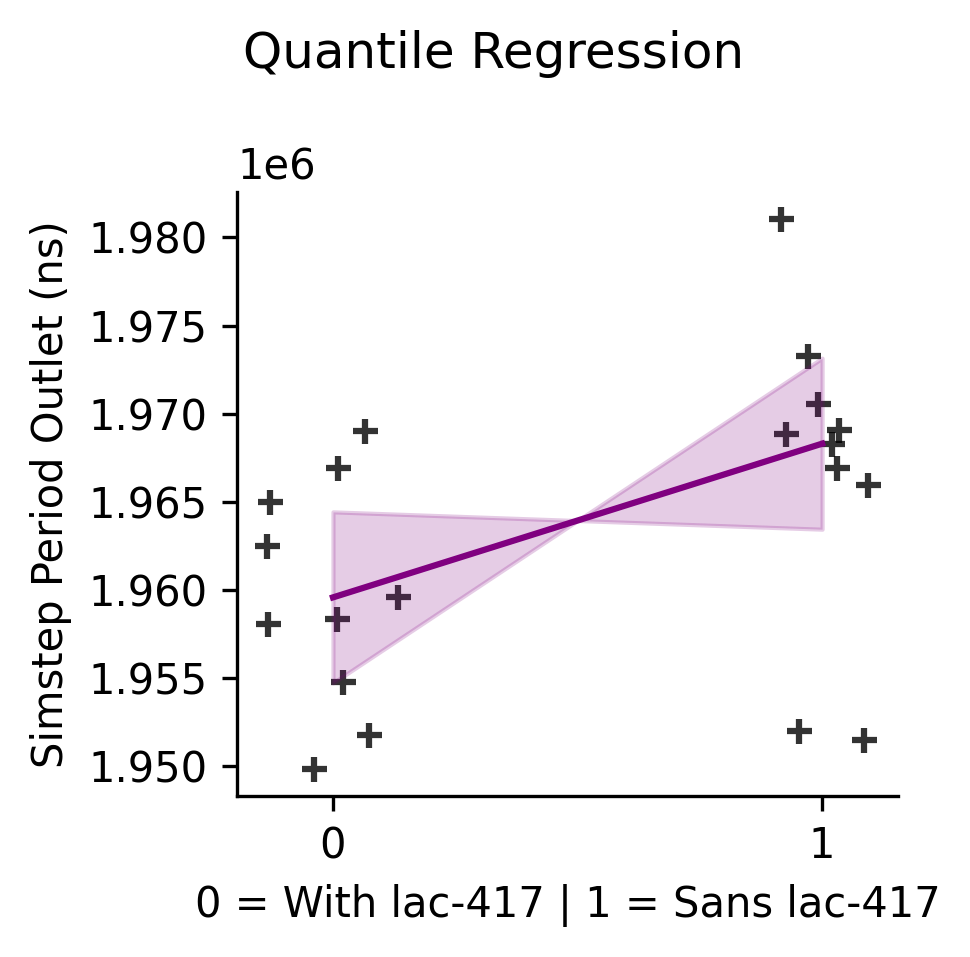 Quantile Regression
1e6
1.980
1.975
1.970
1.965
1.960
1.955
1.950
Simstep Period Outlet (ns)
0 1
0 = With lac-417 | 1 = Sans lac-417